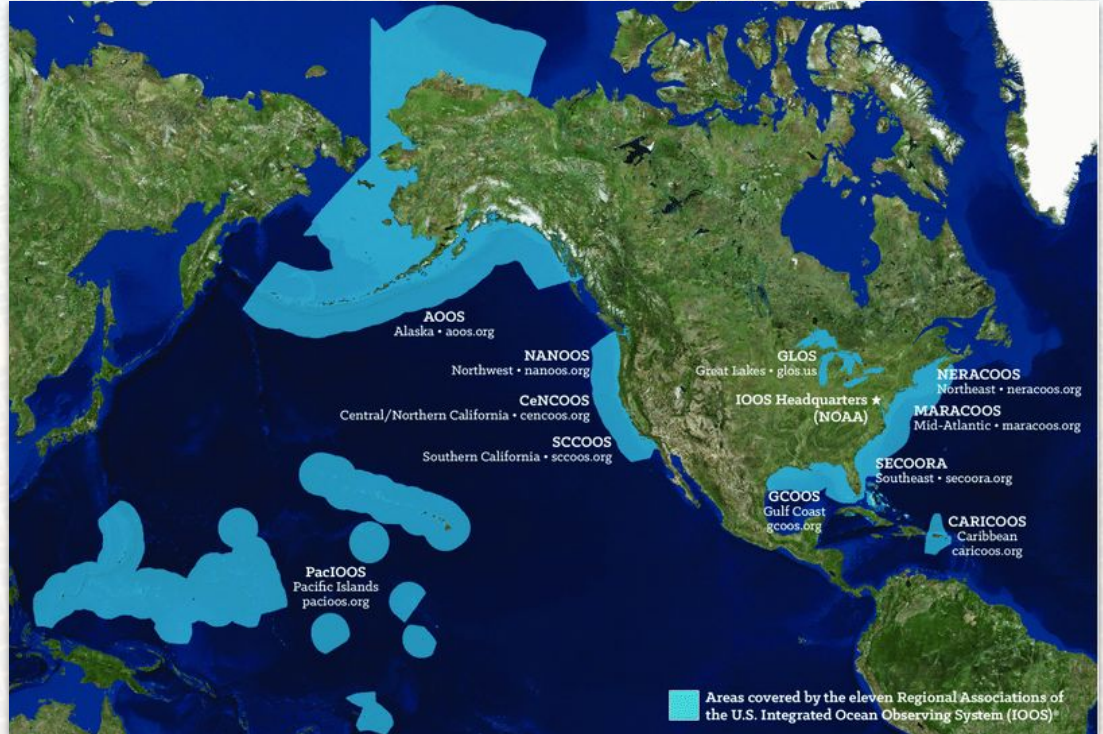 AOOS
Alaska • aoos.org
NANOOS
Northwest • nanoos.org
CeNCOOS
Central/Northern California • cencoos.org
SCCOOS
Southern California • sccoos.org
GLOS
Great Lakes • glos.us
IOOS Headquarters ★
(NOAA)
NERACOOS
Northeast • neracoos.org
MARACOOS
Mid-Atlantic • maracoos.org
SECOORA
Southeast • secoora.org
GCOOS
Gulf Coast
gcoos.org
CARICOOS
Caribbean
caricoos.org
PacIOOS
Pacific Islands
pacioos.org
Areas covered by the eleven Regional Associations of
the U.S. Integrated Ocean Observing System (IOOS)®